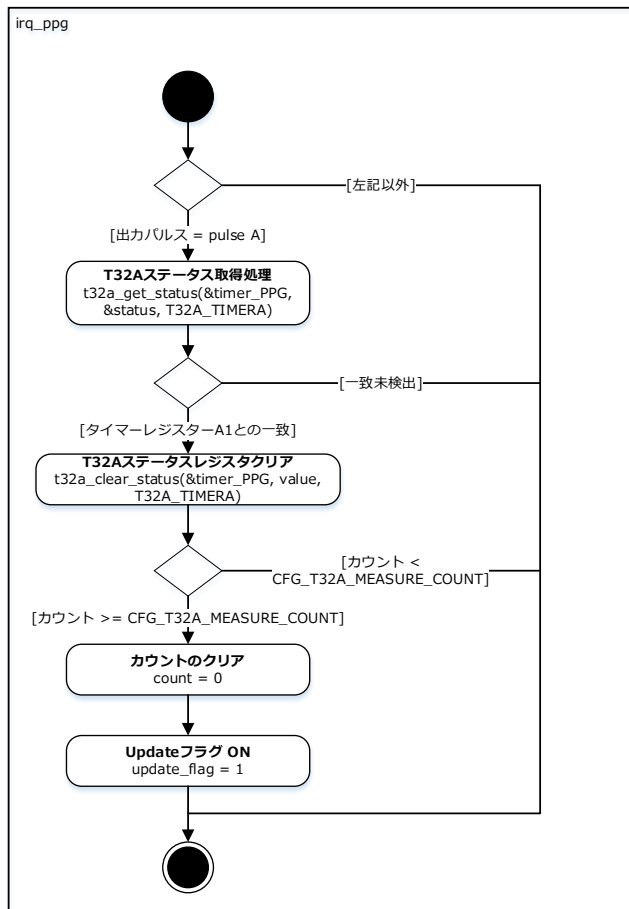 irq_ppg
[左記以外]
[出力パルス = pulse A]
T32Aステータス取得処理
t32a_get_status(&timer_PPG,
&status, T32A_TIMERA)
[一致未検出]
[タイマーレジスターA1との一致]
T32Aステータスレジスタクリア
t32a_clear_status(&timer_PPG, value,
T32A_TIMERA)
[カウント <
CFG_T32A_MEASURE_COUNT]
[カウント >= CFG_T32A_MEASURE_COUNT]
カウントのクリア
count = 0
Updateフラグ ON
update_flag = 1